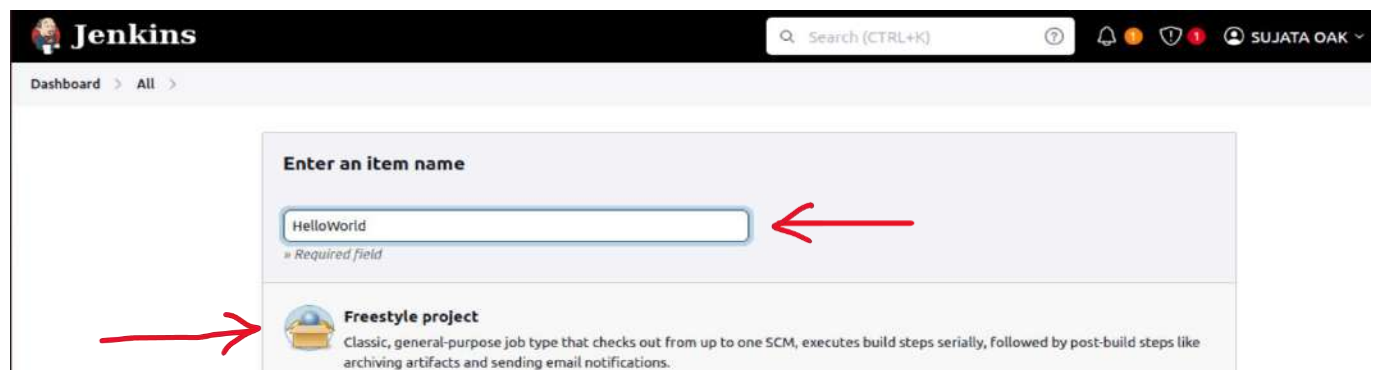 Jenkins
Search (CTRL+K)
1
1
SUJATA OAK
Dashboard > All >
Enter an item name
HelloWorld
» Required field
Freestyle project
Classic, general-purpose job type that checks out from up to one SCM, executes build steps serially, followed by post-build steps like
archiving artifacts and sending email notifications.